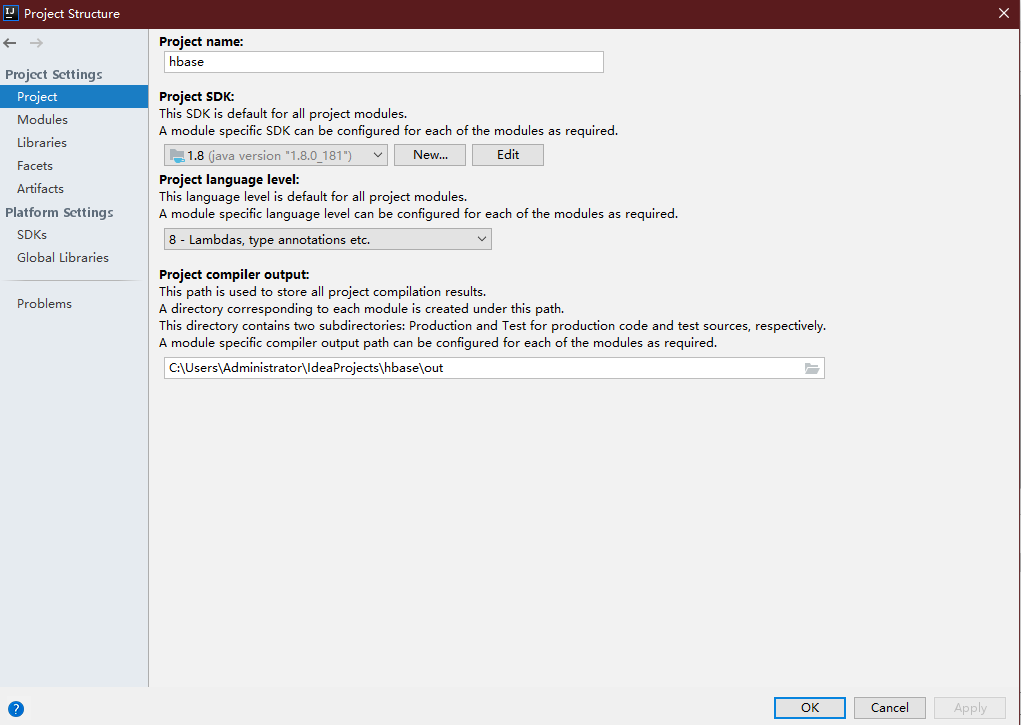 Project Structure
Project Settings
Project
Modules
Libraries
Facets
Artifacts
Platform Settings
SDKs
Global Libraries
Problems
Project name:
hbase
Project SDK:
This SDK is default for all project modules.
A module specific SDK can be configured for each of the modules as required.
1.8 (java version "1.8.0_181") New... Edit
Project language level:
This language level is default for all project modules.
A module specific language level can be configured for each of the modules as required.
8 - Lambdas, type annotations etc.
Project compiler output:
This path is used to store all project compilation results.
A directory corresponding to each module is created under this path.
This directory contains two subdirectories: Production and Test for production code and test sources, respectively.
A module specific compiler output path can be configured for each of the modules as required.
C:\Users\Administrator\IdeaProjects\hbase\out
? OK Cancel Apply